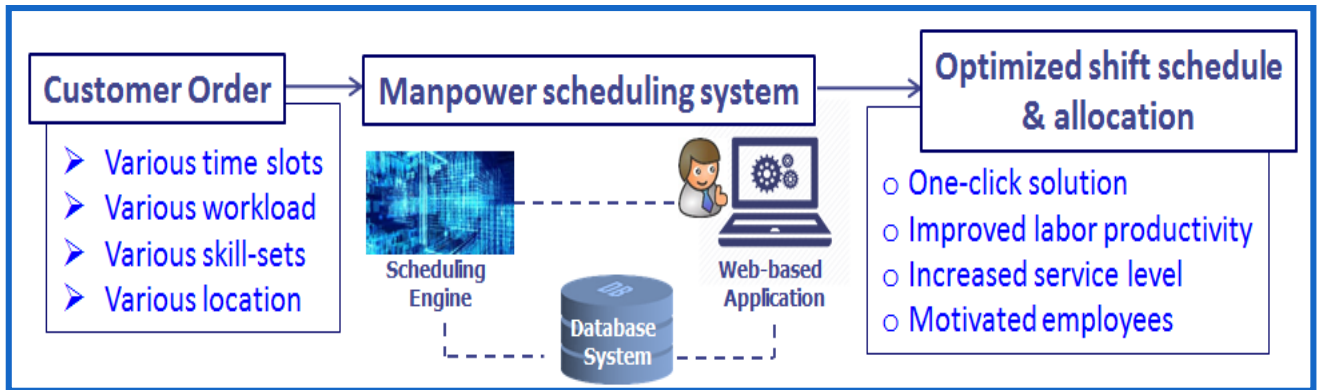 Customer Order
➤ Various time slots
➤ Various workload
➤ Various skill-sets
➤ Various location
Manpower scheduling system
Scheduling
Engine
Web-based
Application
DB
Database
System
Optimized shift schedule
& allocation
o One-click solution
o Improved labor productivity
o Increased service level
o Motivated employees